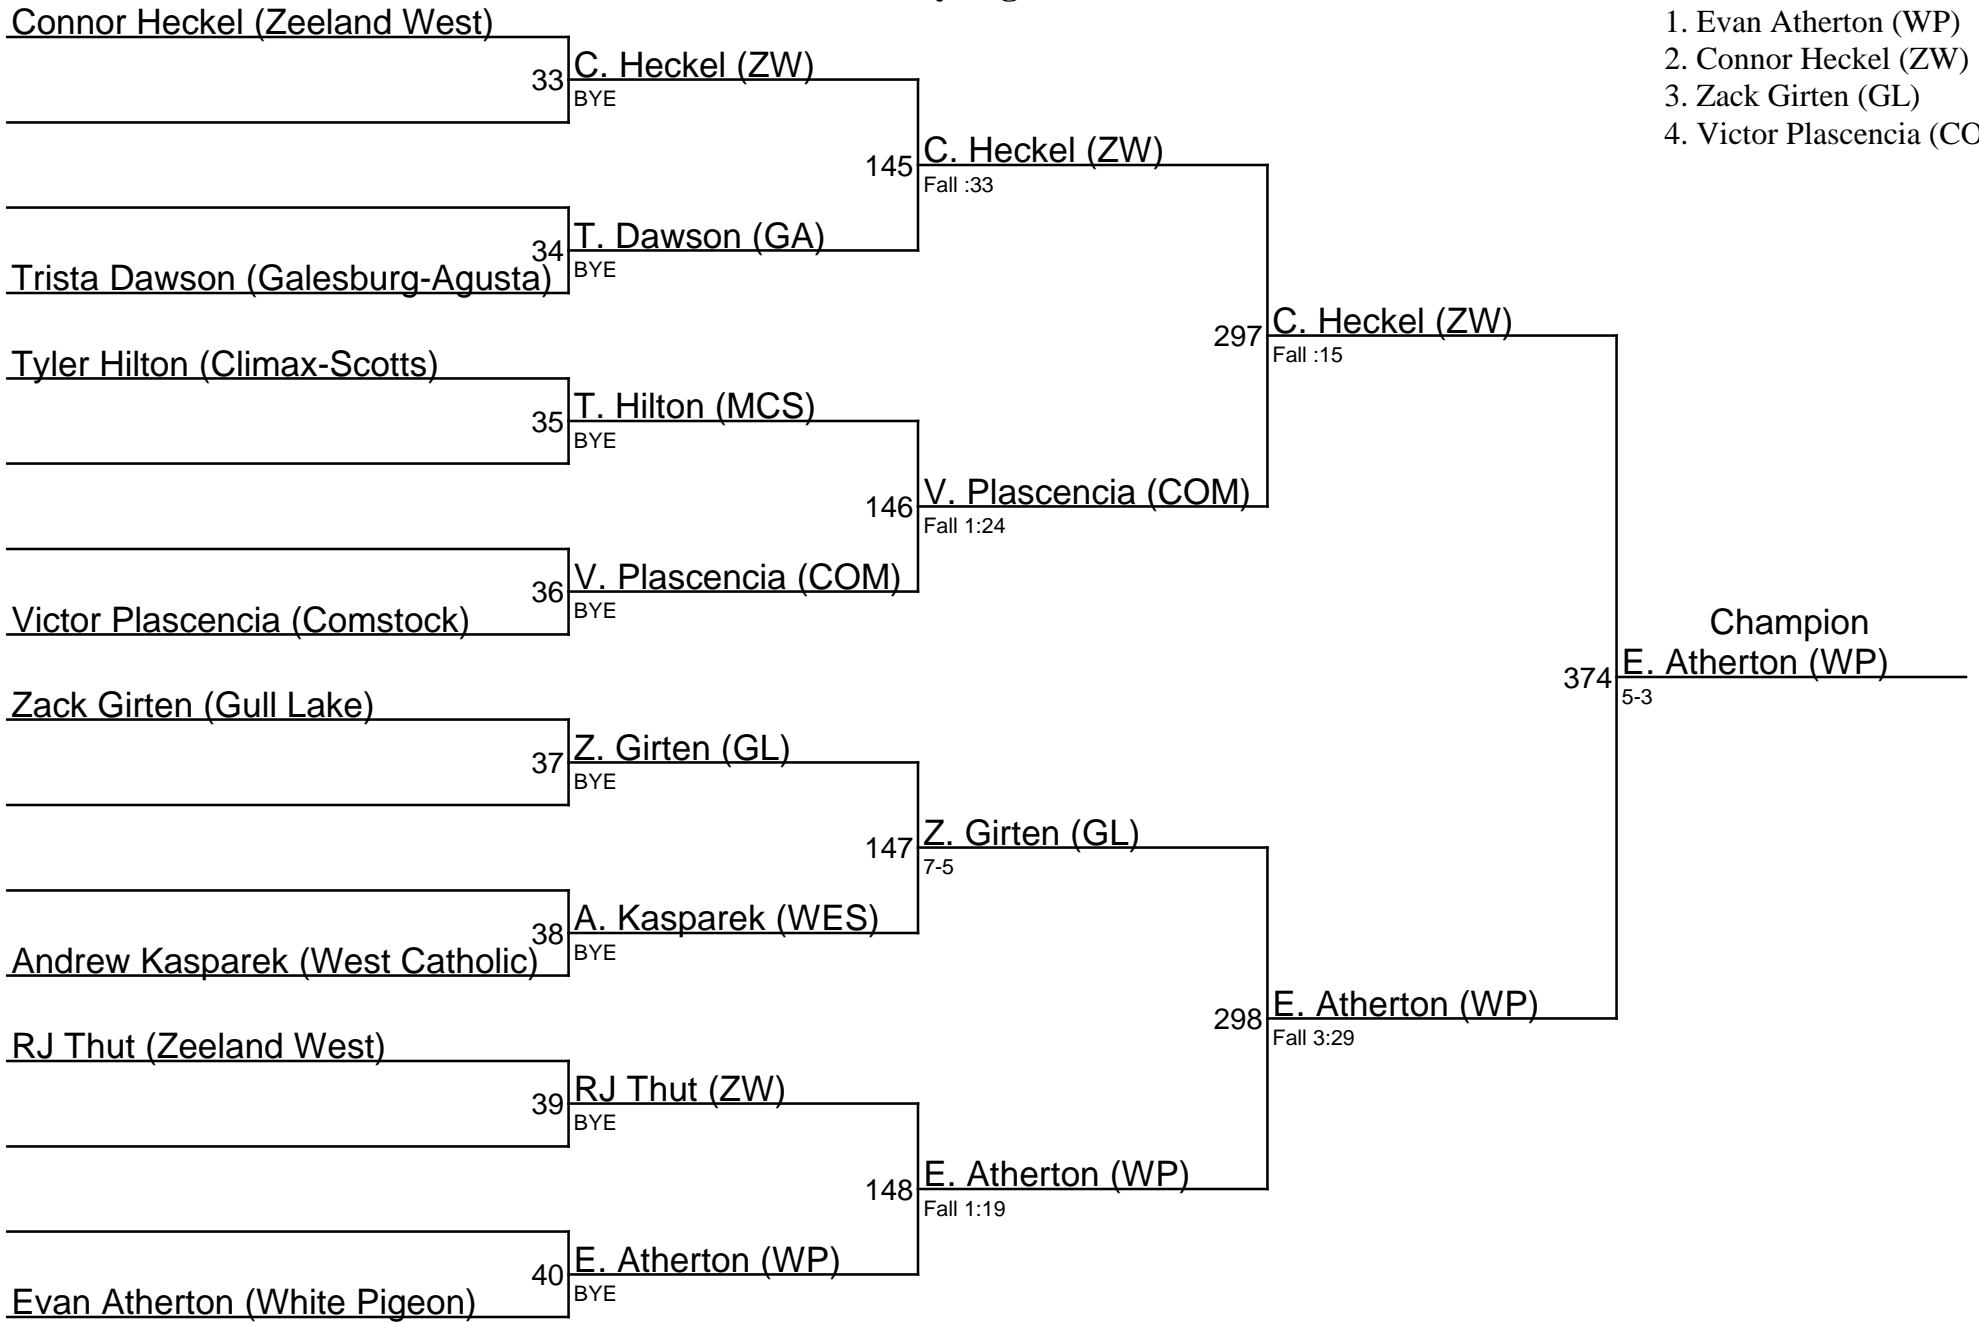 Connor Heckel (Zeeland West)
33
C. Heckel (ZW)
BYE
145
C. Heckel (ZW)
Fall :33
34
T. Dawson (GA)
BYE
Trista Dawson (Galesburg-Agusta)
297
C. Heckel (ZW)
Fall :15
Tyler Hilton (Climax-Scotts)
35
T. Hilton (MCS)
BYE
146
V. Plascencia (COM)
Fall 1:24
36
V. Plascencia (COM)
BYE
Victor Plascencia (Comstock)
Champion
374
E. Atherton (WP)
5-3
Zack Girten (Gull Lake)
37
Z. Girten (GL)
BYE
147
Z. Girten (GL)
7-5
38
A. Kasparek (WES)
BYE
Andrew Kasparek (West Catholic)
298
E. Atherton (WP)
Fall 3:29
RJ Thut (Zeeland West)
39
RJ Thut (ZW)
BYE
148
E. Atherton (WP)
Fall 1:19
40
E. Atherton (WP)
BYE
Evan Atherton (White Pigeon)
1. Evan Atherton (WP)
2. Connor Heckel (ZW)
3. Zack Girten (GL)
4. Victor Plascencia (CO